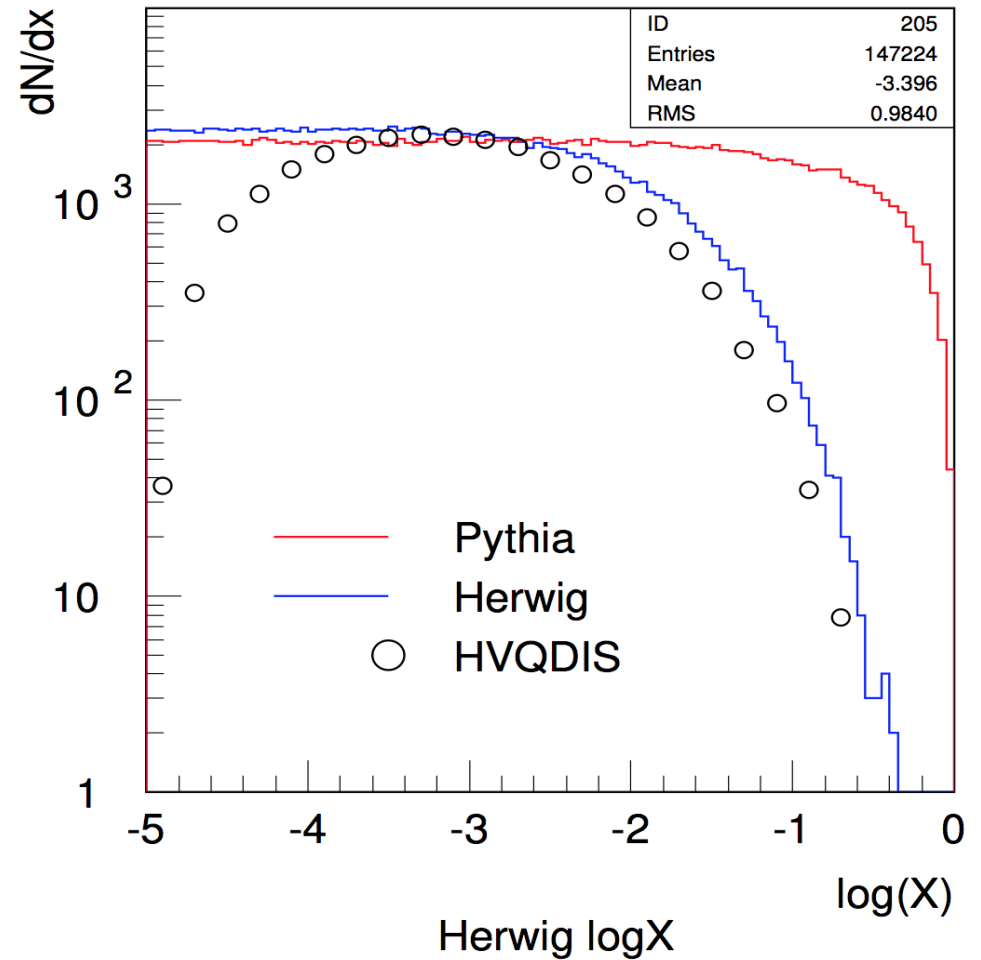 dN/dx
ID 205
Entries 147224
Mean -3.396
RMS 0.9840
10 3
10 2
10
1
Pythia
Herwig
HVQDIS
-5 -4 -3 -2 -1 0
log(X)
Herwig logX